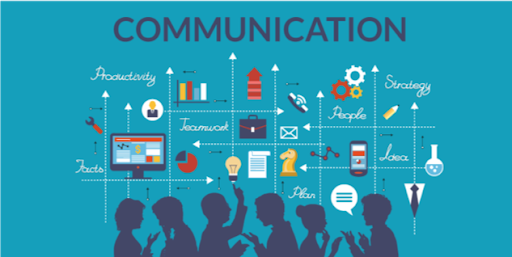 COMMUNICATION
Productivity
Strategy
Teamwork
People
Facts
Idea
Plan